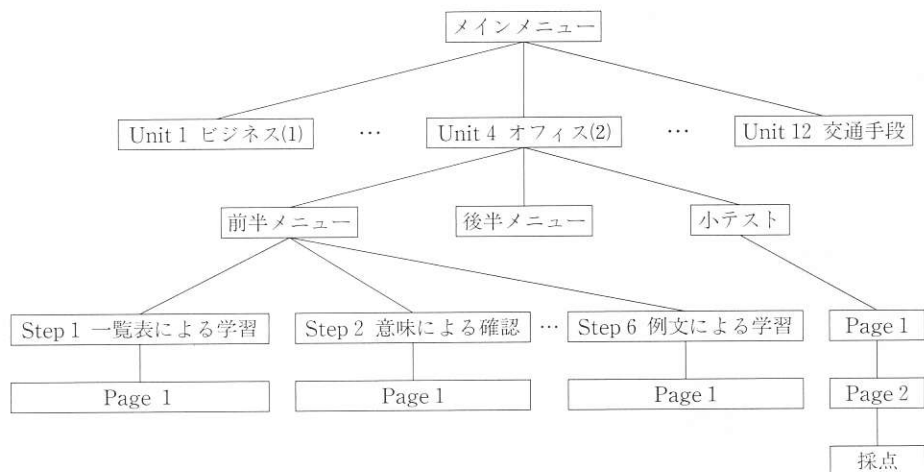 メインメニュー
Unit 1 ビジネス(1) … Unit 4 オフィス(2) … Unit 12 交通手段
前半メニュー 後半メニュー 小テスト
Step 1 一覧表による学習 Step 2 意味による確認 … Step 6 例文による学習 Page 1
Page 1 Page 1 Page 1 Page 2
採点